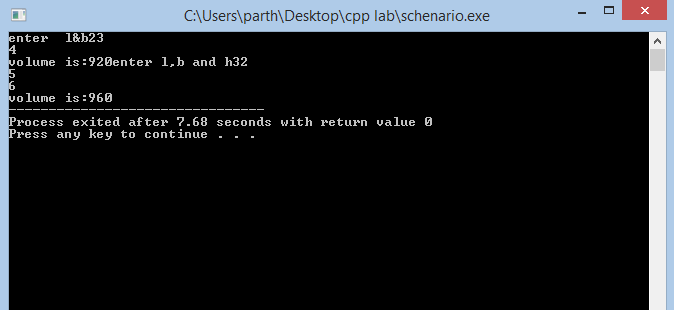 C:\Users\parth\Desktop\cpp lab\schenario.exe
enter  l&b23
4
volume is:920enter l,b and h32
5
6
volume is:960
--------------------------------
Process exited after 7.68 seconds with return value 0
Press any key to continue . . .